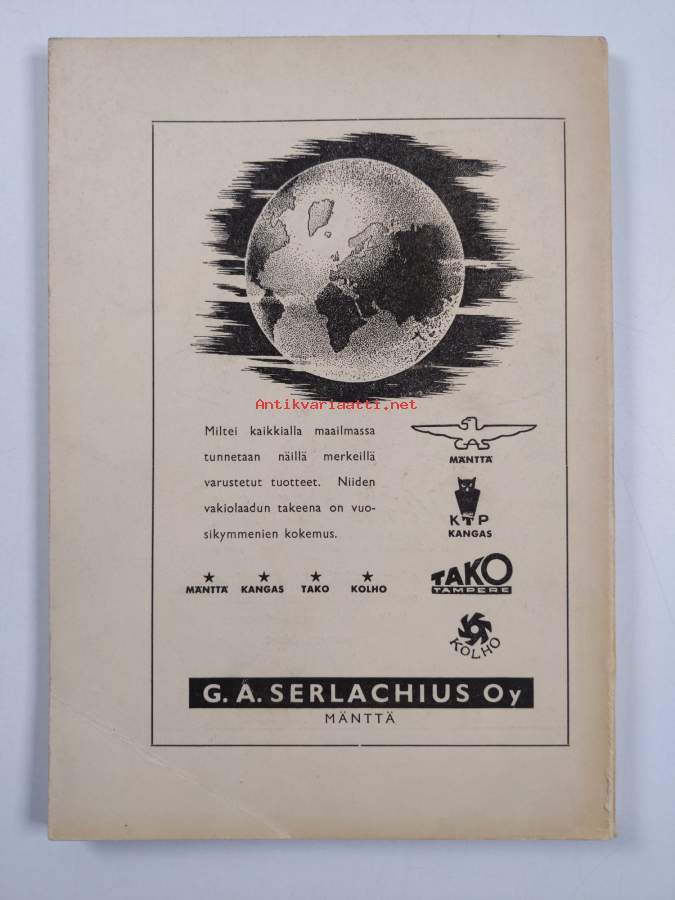 Antikvariaatti.net
Miltei kaikkialla maailmassa
tunnetaan näillä merkeillä
varustetut tuotteet. Niiden
vakiolaadun takeena on vuo-
sikymmenien kokemus.
MÄNTTÄ KANGAS TAKO KOLHO
GAS
MÄNTTÄ
KTP
KANGAS
TAKO
TAMPERE
KOLHO
G. A. SERLACHIUS Oy
MÄNTTÄ